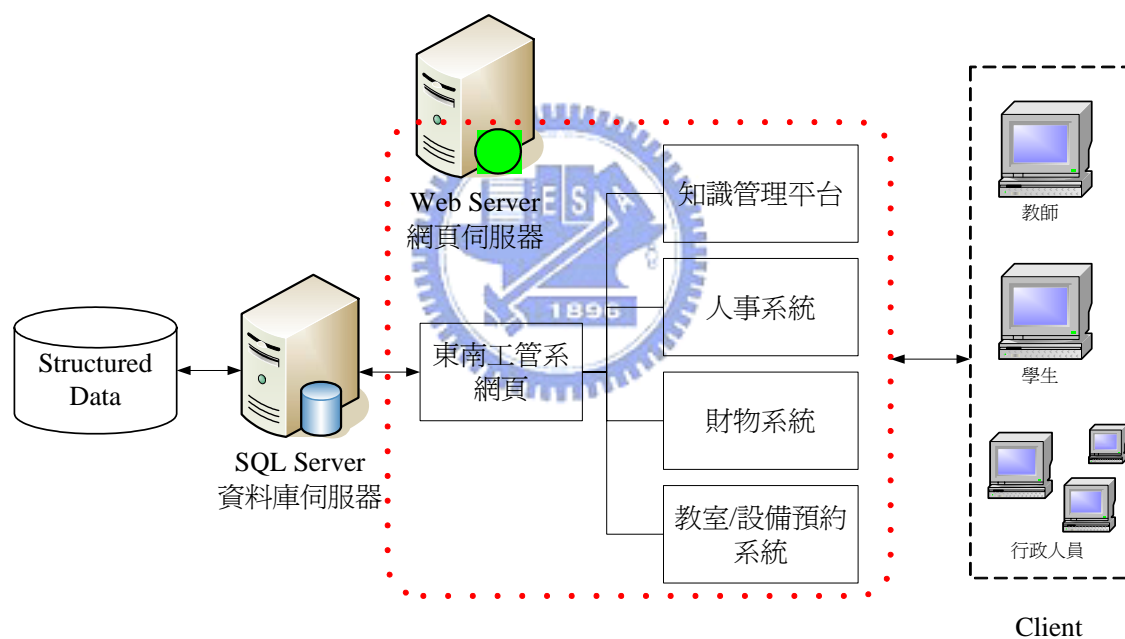 Web Server
網頁伺服器
ESA
1896
知識管理平台
人事系統
東南工管系
網頁
財物系統
教室/設備預約
系統
Structured
Data
SQL Server
資料庫伺服器
教師
學生
行政人員
Client